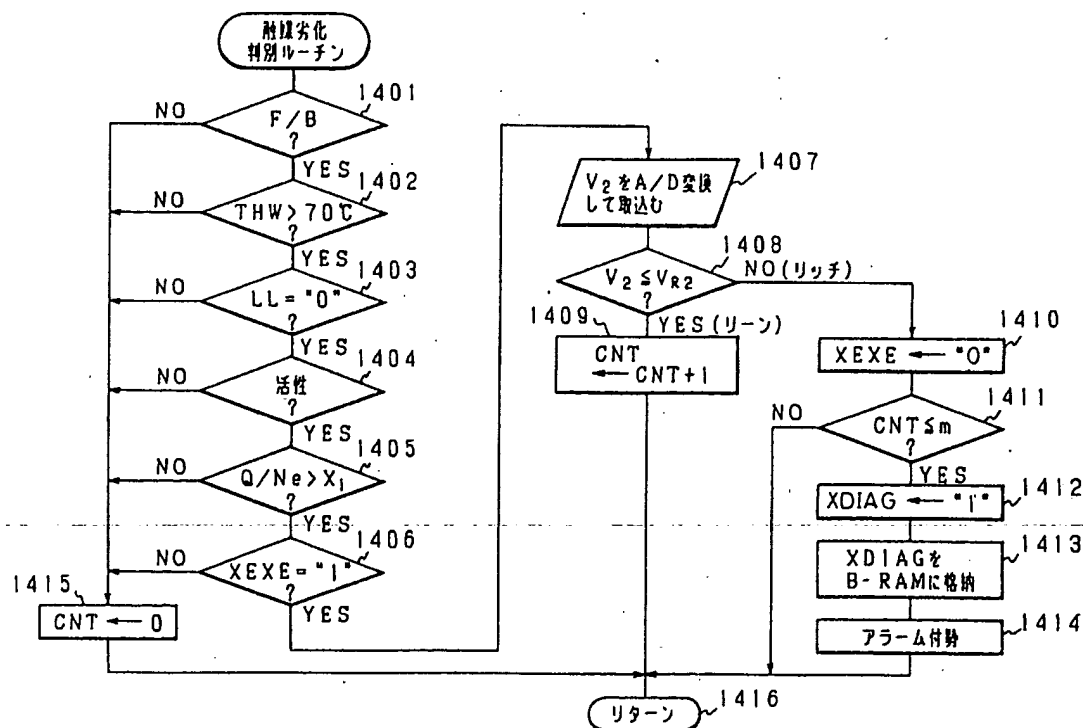 触媒劣化
判別ルーチン
1401
NO
F/B
?
YES
1402
NO
THW>70℃
?
YES
1403
NO
LL="0"
?
YES
1404
NO
活性
?
YES
1405
NO
Q/Ne>X₁
?
YES
1406
NO
XEXE="1"
?
YES
1415
CNT ← 0
1407
V₂をA/D変換
して取込む
1408
V₂≦VR2
?
NO(リッチ)
YES(リーン)
1409
CNT
← CNT+1
1410
XEXE ← "0"
1411
NO
CNT≦m
?
YES
1412
XDIAG ← "1"
1413
XDIAGを
B-RAMに格納
1414
アラーム付勢
リターン
1416